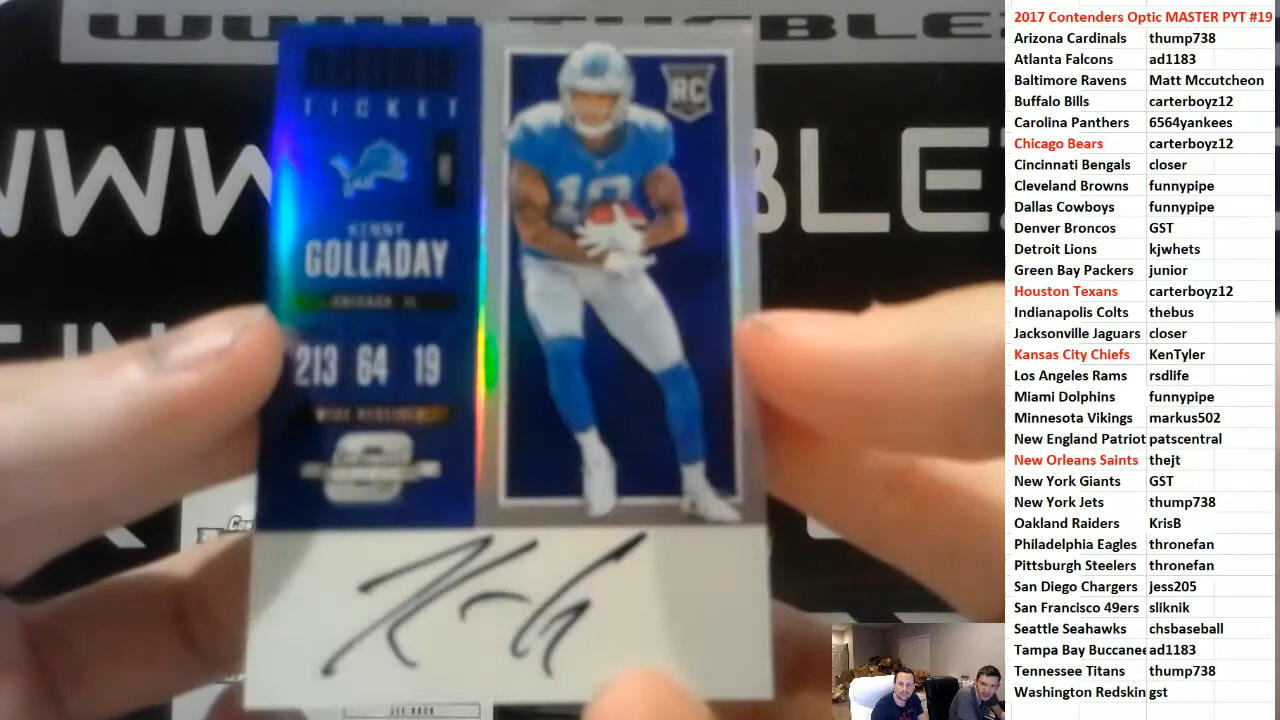 TICKET
KENNY
GOLLADAY
CHICAGO, IL
213 64 19
WIDE RECEIVER
RC
2017 Contenders Optic MASTER PYT #19
Arizona Cardinals thump738
Atlanta Falcons ad1183
Baltimore Ravens Matt Mccutcheon
Buffalo Bills carterboyz12
Carolina Panthers 6564yankees
Chicago Bears carterboyz12
Cincinnati Bengals closer
Cleveland Browns funnypipe
Dallas Cowboys funnypipe
Denver Broncos GST
Detroit Lions kjwhets
Green Bay Packers junior
Houston Texans carterboyz12
Indianapolis Colts thebus
Jacksonville Jaguars closer
Kansas City Chiefs KenTyler
Los Angeles Rams rsdlife
Miami Dolphins funnypipe
Minnesota Vikings markus502
New England Patriot patscentral
New Orleans Saints thejt
New York Giants GST
New York Jets thump738
Oakland Raiders KrisB
Philadelphia Eagles thronefan
Pittsburgh Steelers thronefan
San Diego Chargers jess205
San Francisco 49ers sliknik
Seattle Seahawks chsbaseball
Tampa Bay Buccanee ad1183
Tennessee Titans thump738
Washington Redskin gst